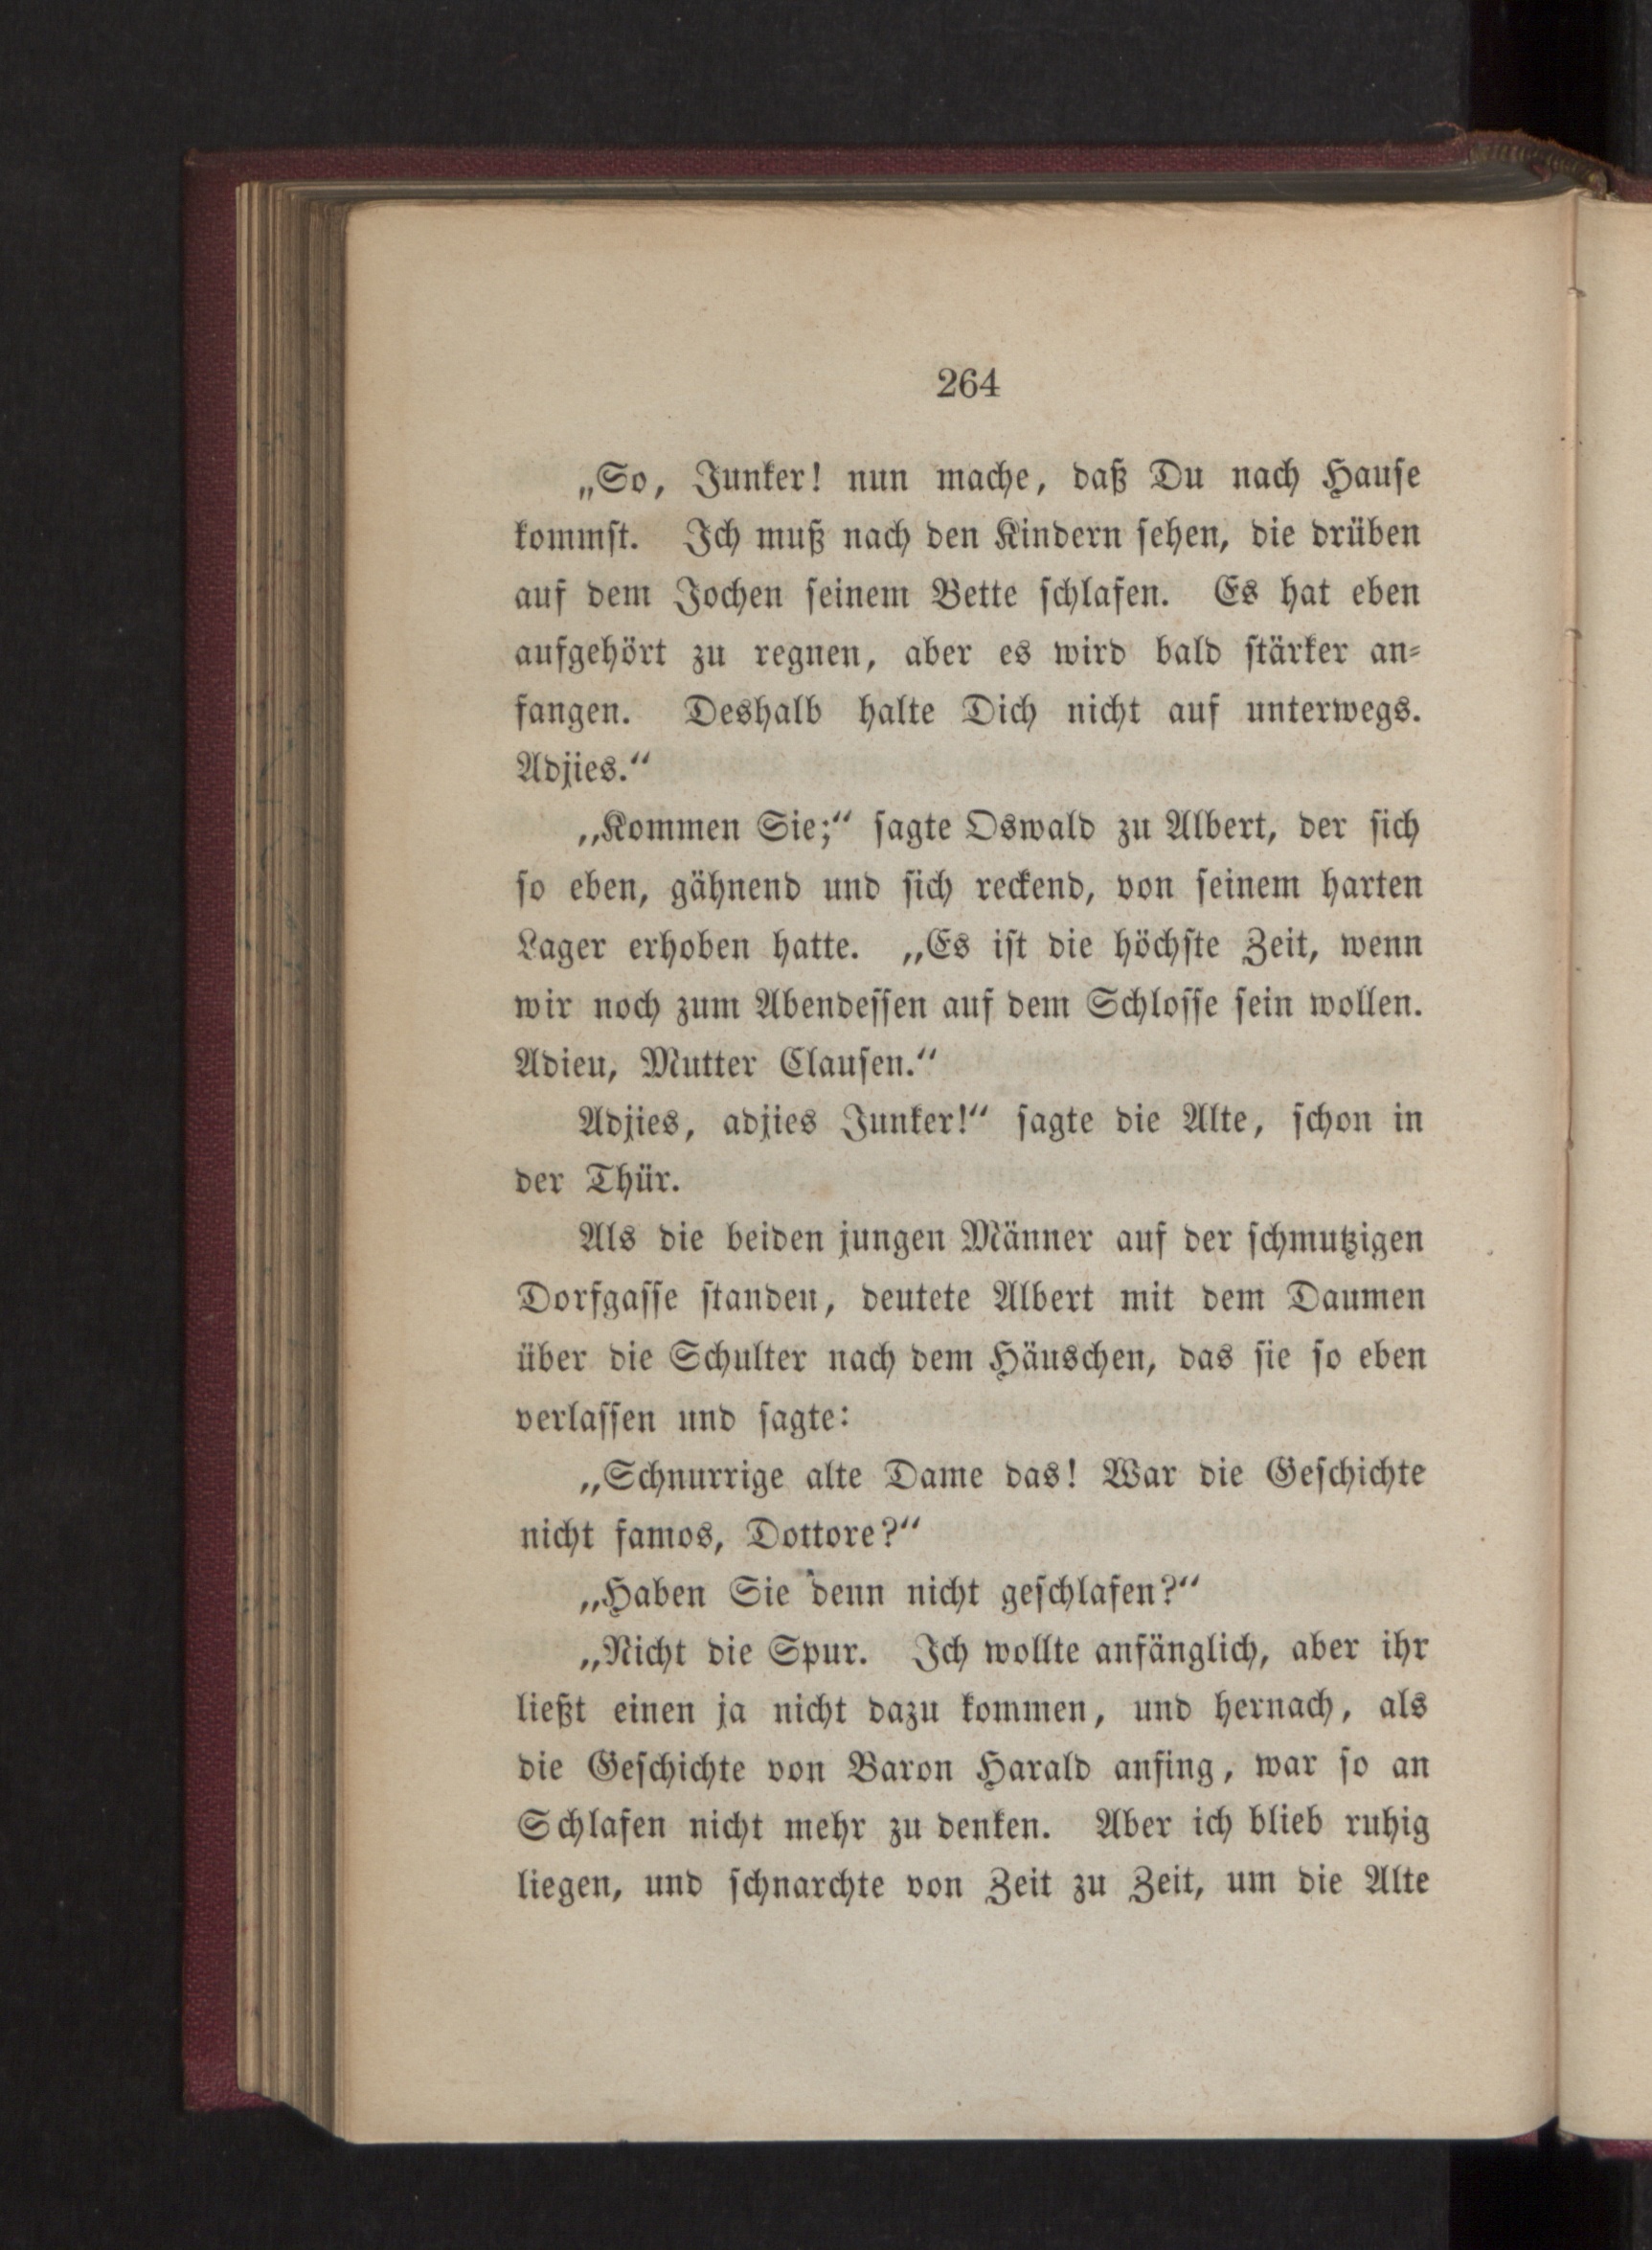 264
„So, Junker! nun mache, daß Du nach Hause
kommst. Ich muß nach den Kindern sehen, die drüben
auf dem Jochen seinem Bette schlafen. Es hat eben
aufgehört zu regnen, aber es wird bald stärker an-
fangen. Deshalb halte Dich nicht auf unterwegs.
Adjies.“
„Kommen Sie;“ sagte Oswald zu Albert, der sich
so eben, gähnend und sich reckend, von seinem harten
Lager erhoben hatte. „Es ist die höchste Zeit, wenn
wir noch zum Abendessen auf dem Schlosse sein wollen.
Adieu, Mutter Clausen.“
Adjies, adjies Junker!“ sagte die Alte, schon in
der Thür.
Als die beiden jungen Männer auf der schmutzigen
Dorfgasse standen, deutete Albert mit dem Daumen
über die Schulter nach dem Häuschen, das sie so eben
verlassen und sagte:
„Schnurrige alte Dame das! War die Geschichte
nicht famos, Dottore?“
„Haben Sie denn nicht geschlafen?“
„Nicht die Spur. Ich wollte anfänglich, aber ihr
ließt einen ja nicht dazu kommen, und hernach, als
die Geschichte von Baron Harald anfing, war so an
Schlafen nicht mehr zu denken. Aber ich blieb ruhig
liegen, und schnarchte von Zeit zu Zeit, um die Alte